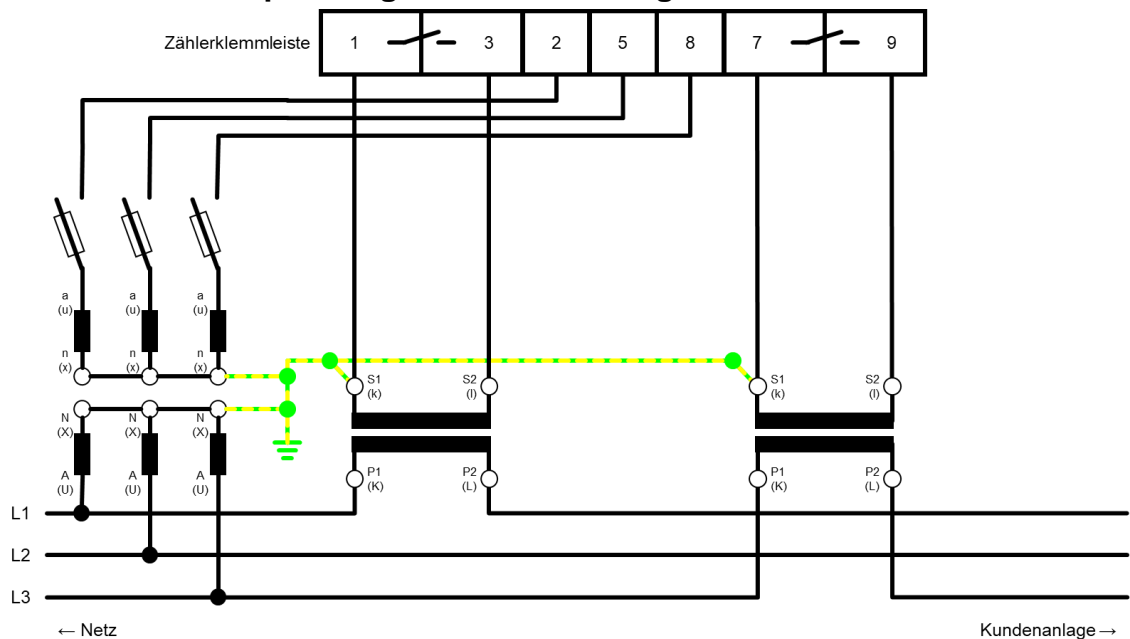 Zählerklemmleiste 1 3 2 5 8 7 9
a a a
(u) (u) (u)
n n n
(x) (x) (x)
S1 S2 S1 S2
(k) (l) (k) (l)
N N N
(X) (X) (X)
A A A
(U) (U) (U)
P1 P2 P1 P2
(K) (L) (K) (L)
L1
L2
L3
← Netz Kundenanlage →